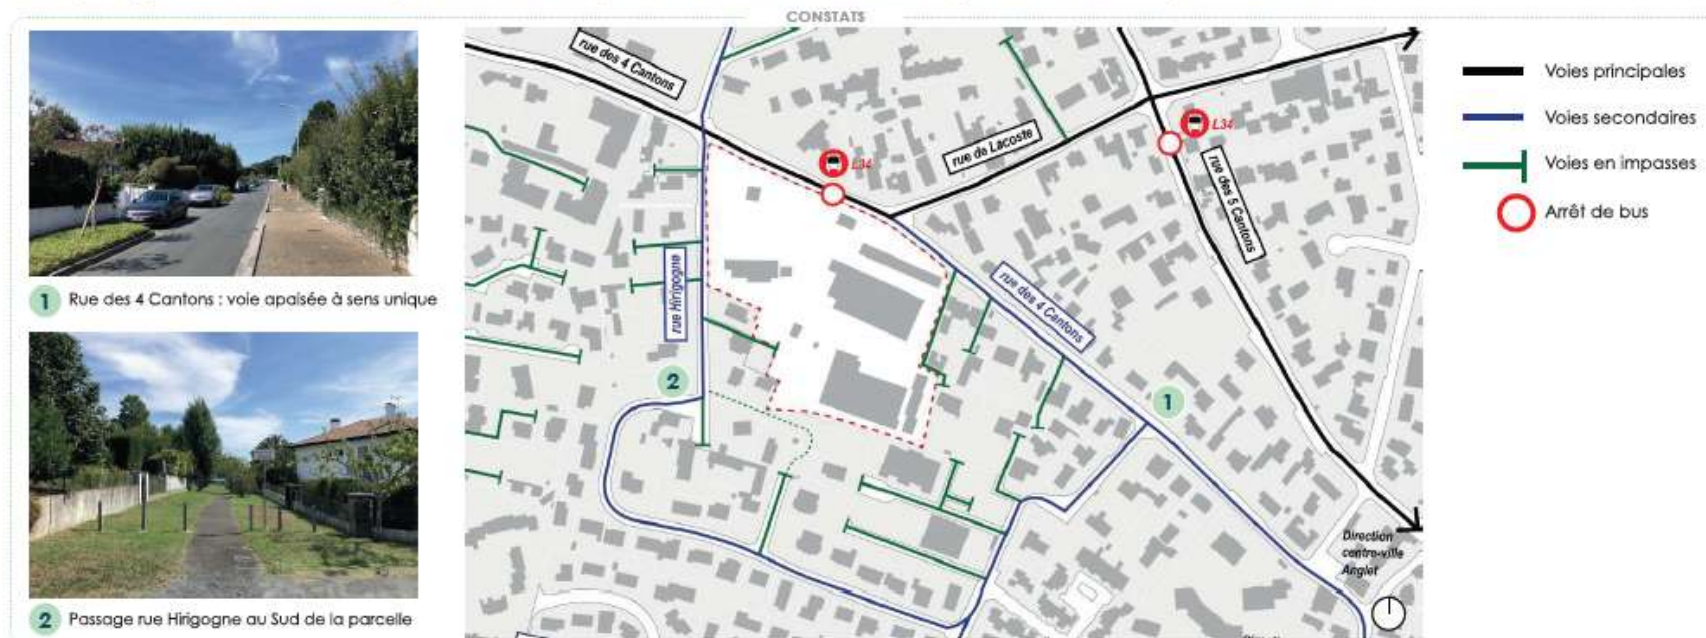 CONSTATS
1 Rue des 4 Cantons : voie apaisée à sens unique
2 Passage rue Hirigogne au Sud de la parcelle
rue des 4 Cantons
L34
rue de Lacoste
L34
rue des 5 Cantons
rue Hirigogne
rue des 4 Cantons
2
1
Direction
centre-ville
Anglet
Voies principales
Voies secondaires
Voies en impasses
Arrêt de bus